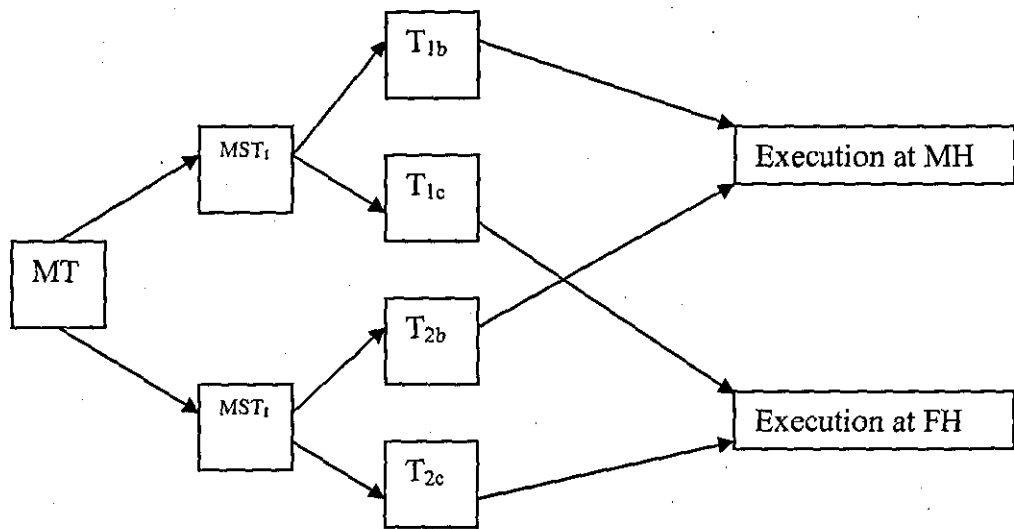 T₁b
MST₁
T₁c
Execution at MH
MT
T₂b
MST₁
T₂c
Execution at FH